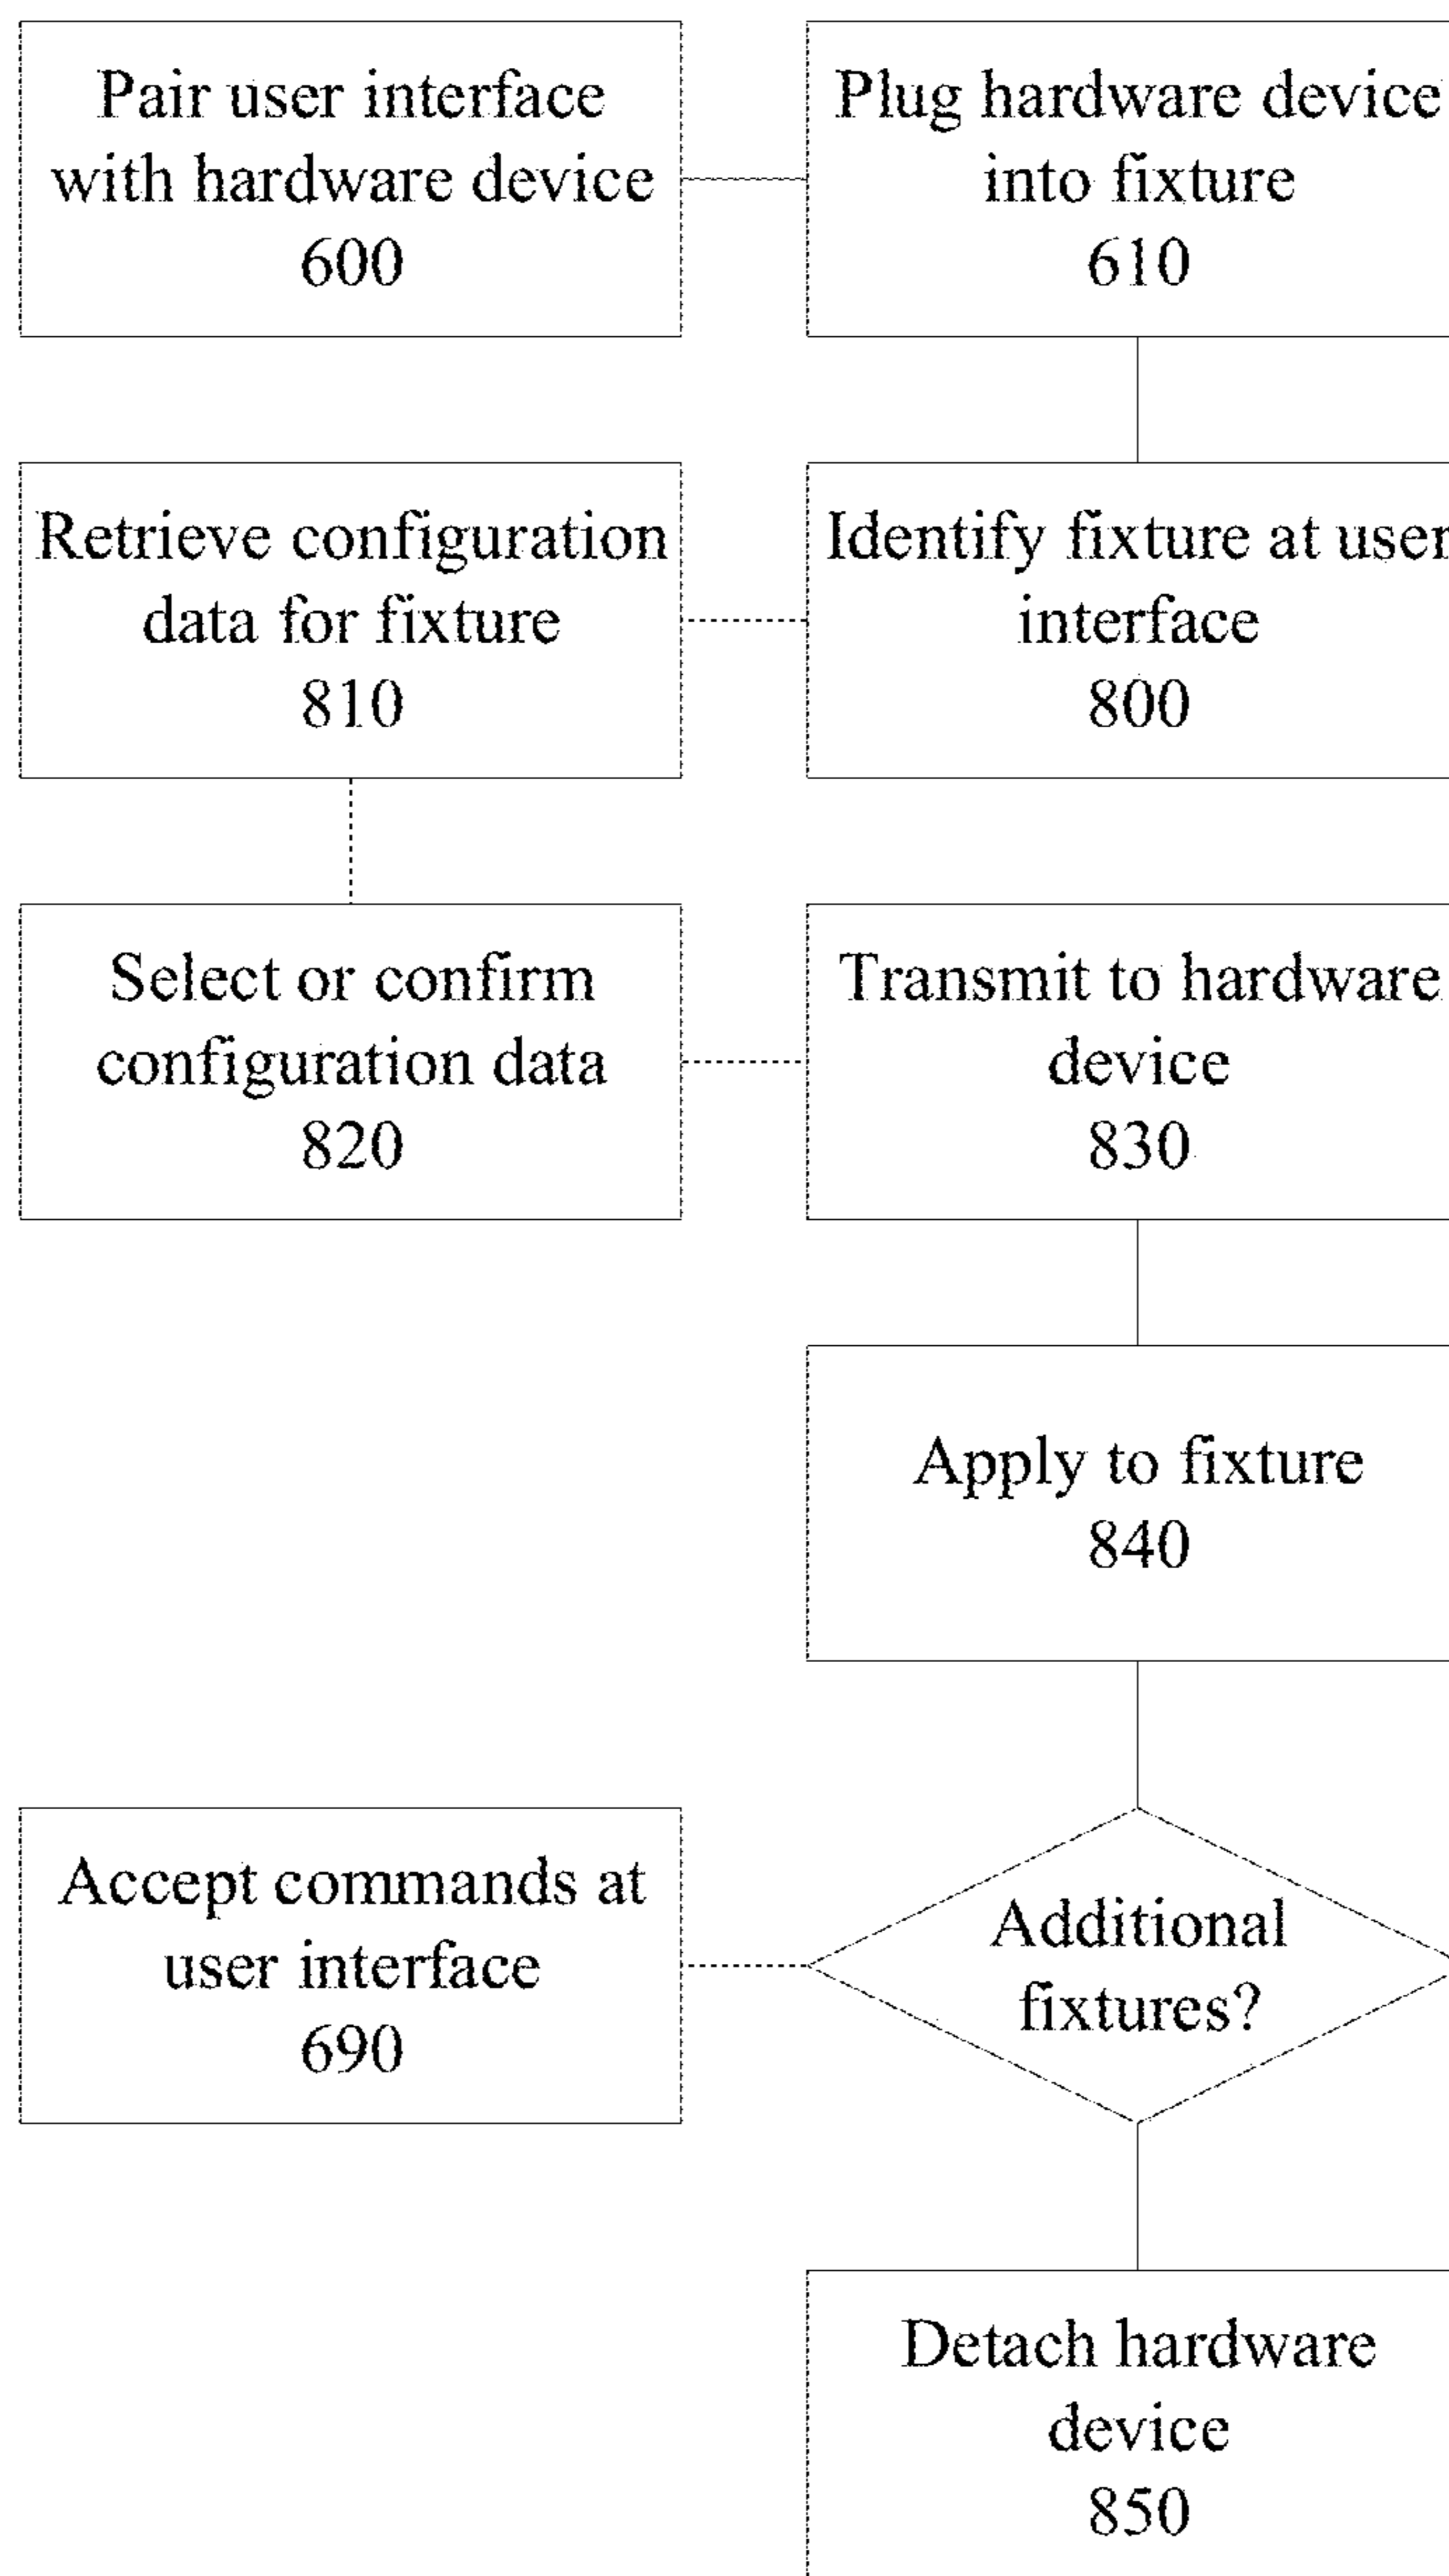 Pair user interface
with hardware device
600
Plug hardware device
into fixture
610
Retrieve configuration
data for fixture
810
Identify fixture at user
interface
800
Select or confirm
configuration data
820
Transmit to hardware
device
830
Apply to fixture
840
Accept commands at
user interface
690
Additional
fixtures?
Detach hardware
device
850